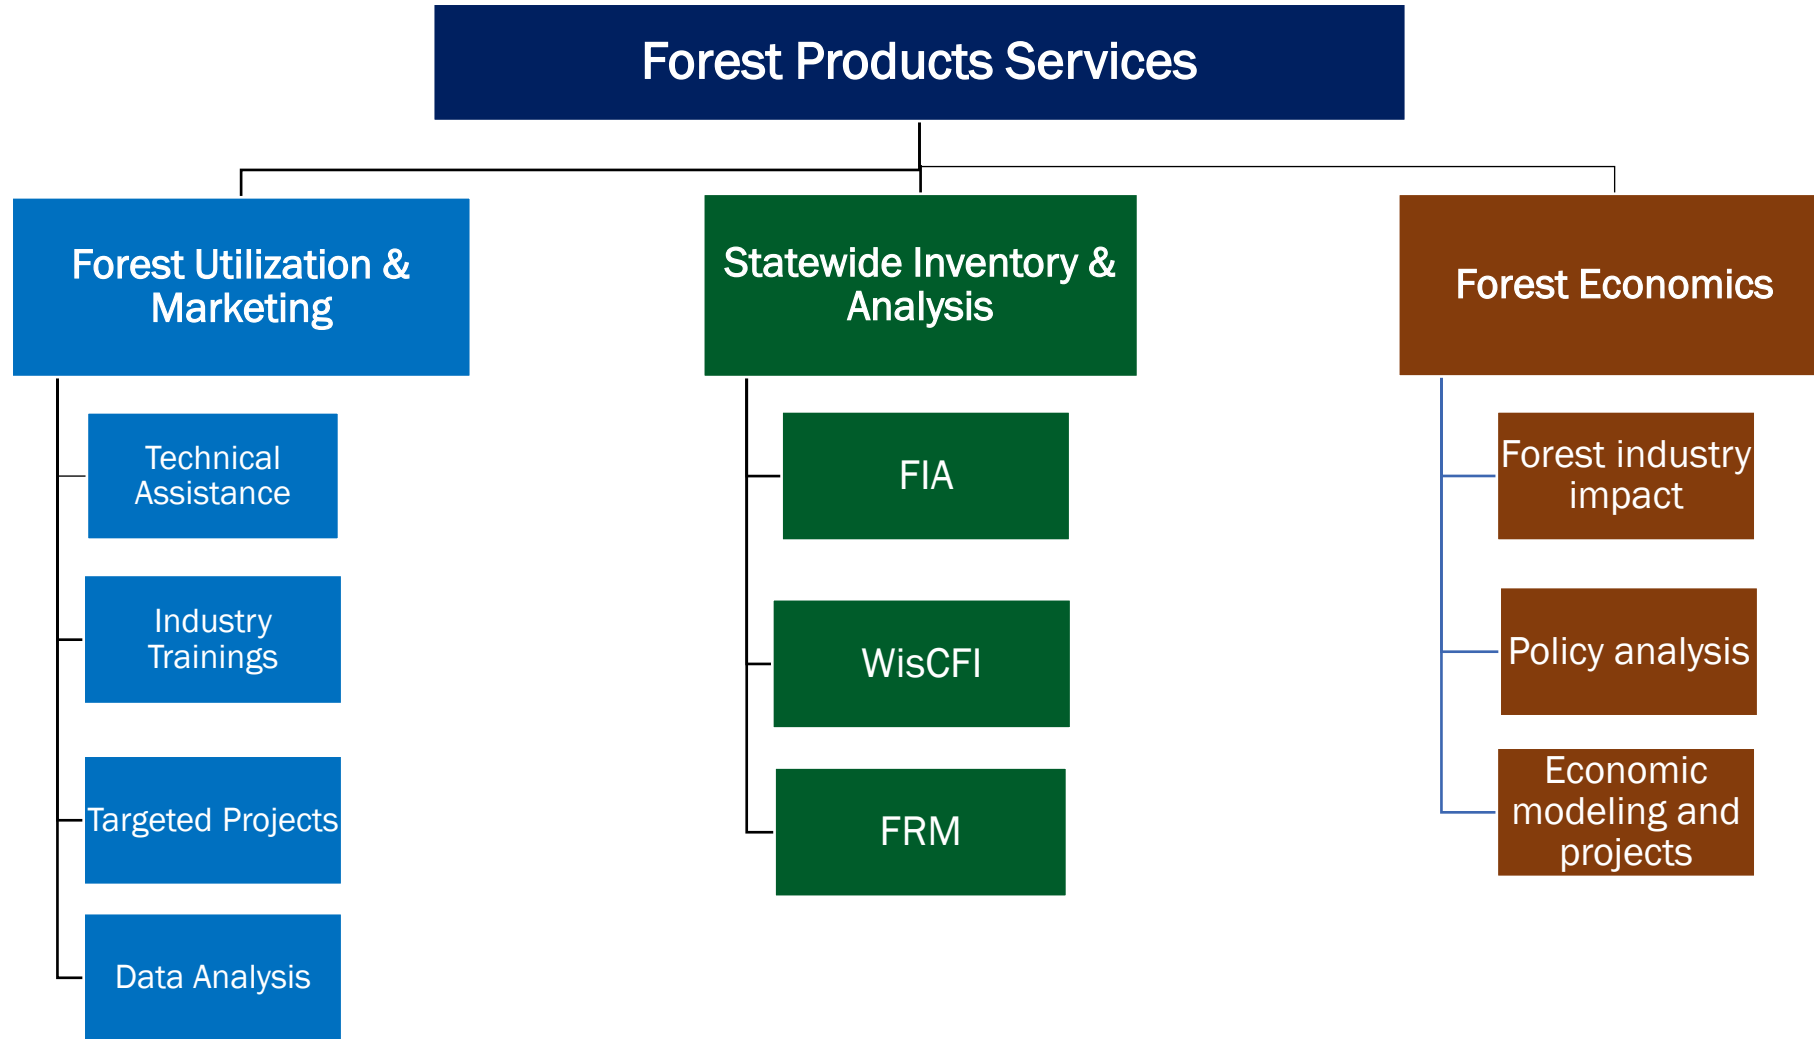 Forest Products Services
Forest Utilization &
Marketing
Technical
Assistance
Industry
Trainings
Targeted Projects
Data Analysis
Statewide Inventory &
Analysis
FIA
WisCFI
FRM
Forest Economics
Forest industry
impact
Policy analysis
Economic
modeling and
projects